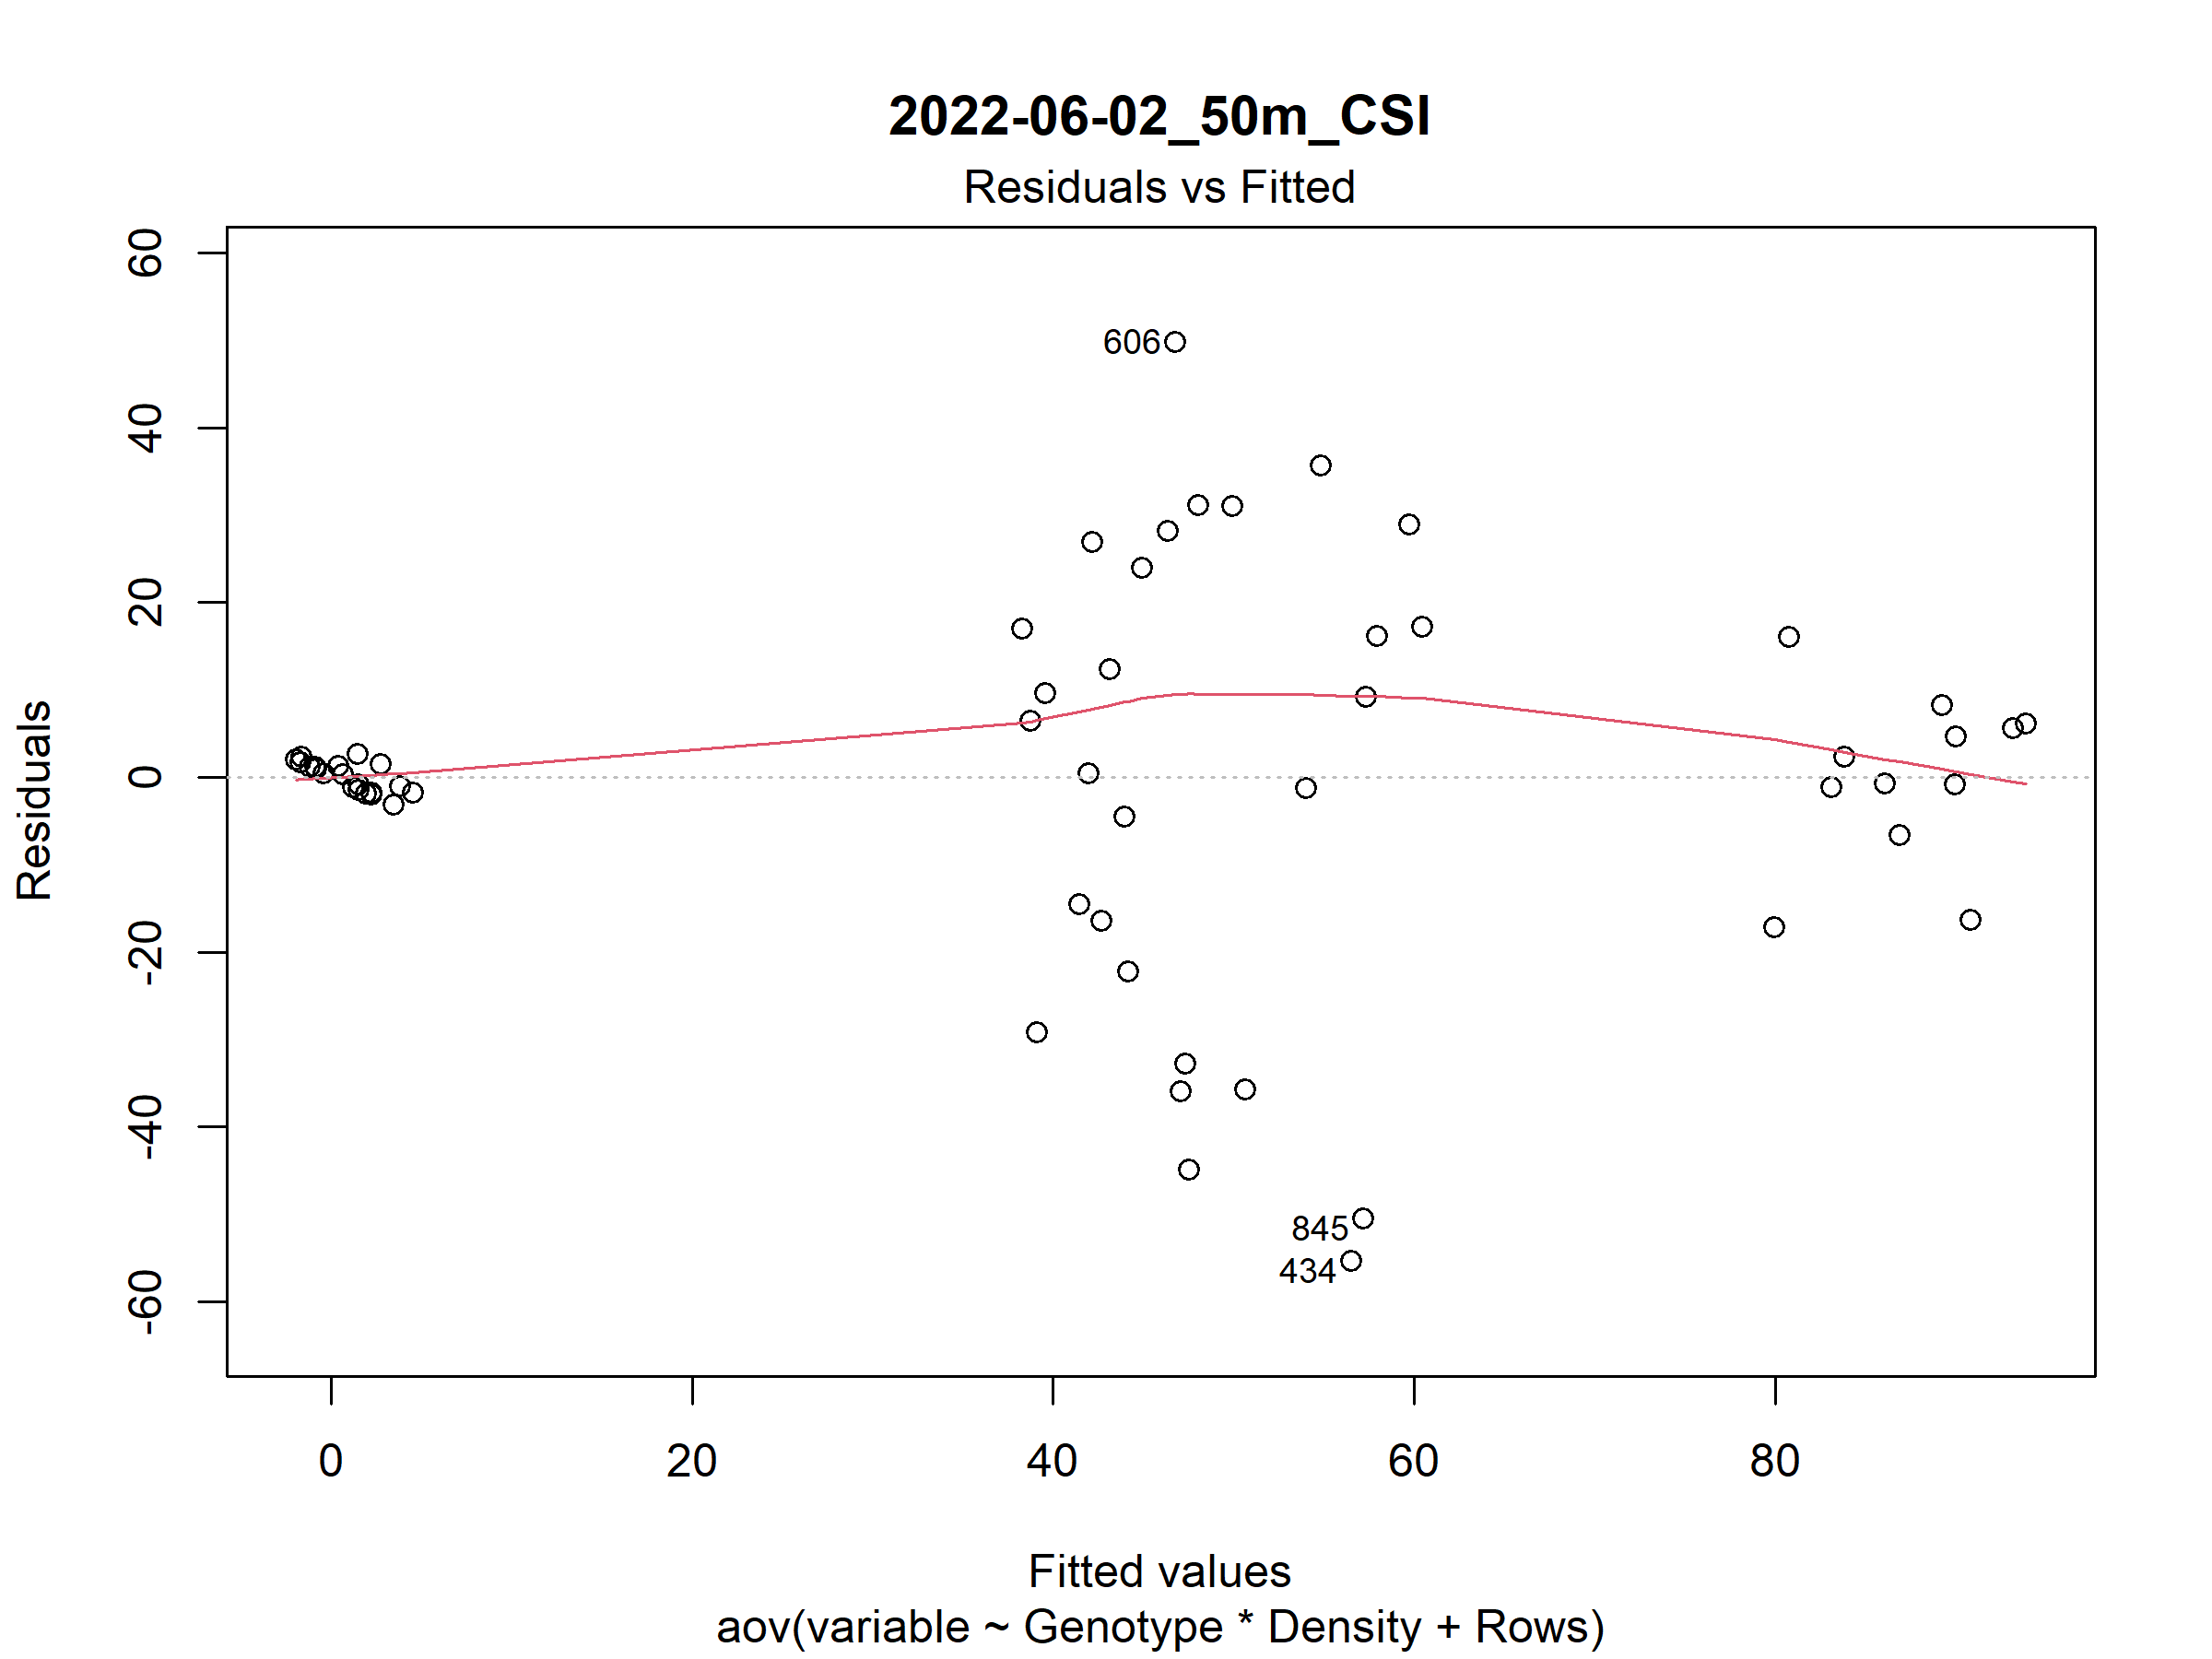 2022-06-02_50m_CSI
Residuals vs Fitted
60
40
20
0
-20
-40
-60
Residuals
606
845
434
0 20 40 60 80
Fitted values
aov(variable ~ Genotype * Density + Rows)